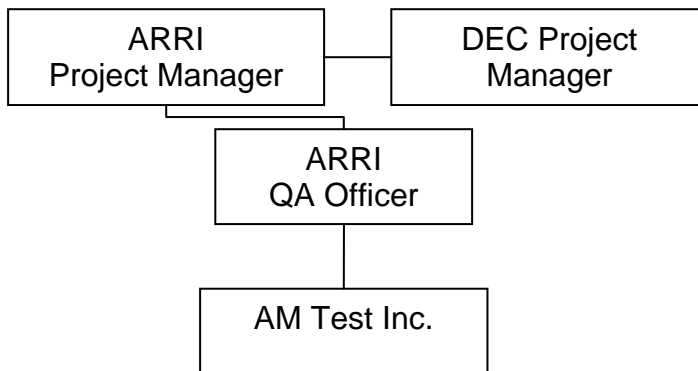 ARRI
Project Manager
DEC Project
Manager
ARRI
QA Officer
AM Test Inc.